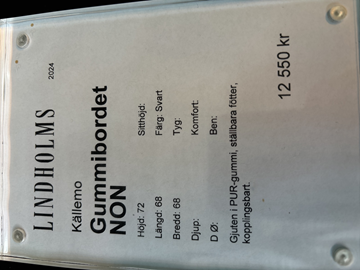 LINDHOLMS
2024
Källemo
Gummibordet
NON
Höjd: 72 Sitthöjd:
Längd: 68 Färg: Svart
Bredd: 68 Tyg:
Djup: Komfort:
D Ø: Ben:
Gjuten i PUR-gummi, ställbara fötter,
kopplingsbart.
12 550 kr